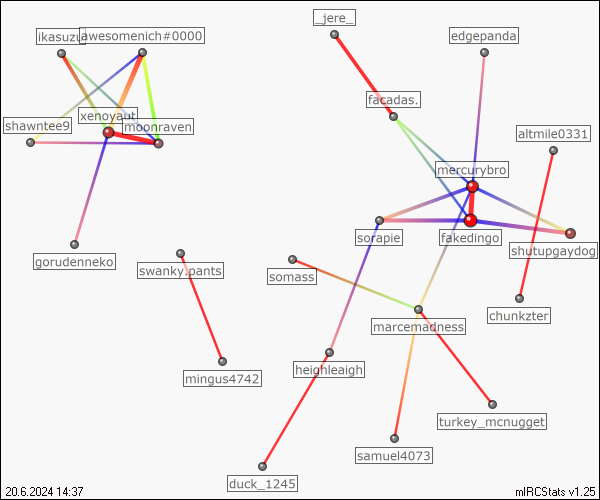 _jere_
ikasuzu
awesomenich#0000
edgepanda
facadas.
xenoyaut_
moonraven
shawntee9
altmile0331
mercurybro
sorapie
fakedingo
shutupgaydog
gorudenneko
swanky.pants
somass
chunkzter
marcemadness
heighleaigh
mingus4742
turkey_mcnugget
samuel4073
duck_1245
20.6.2024 14:37
mIRCStats v1.25